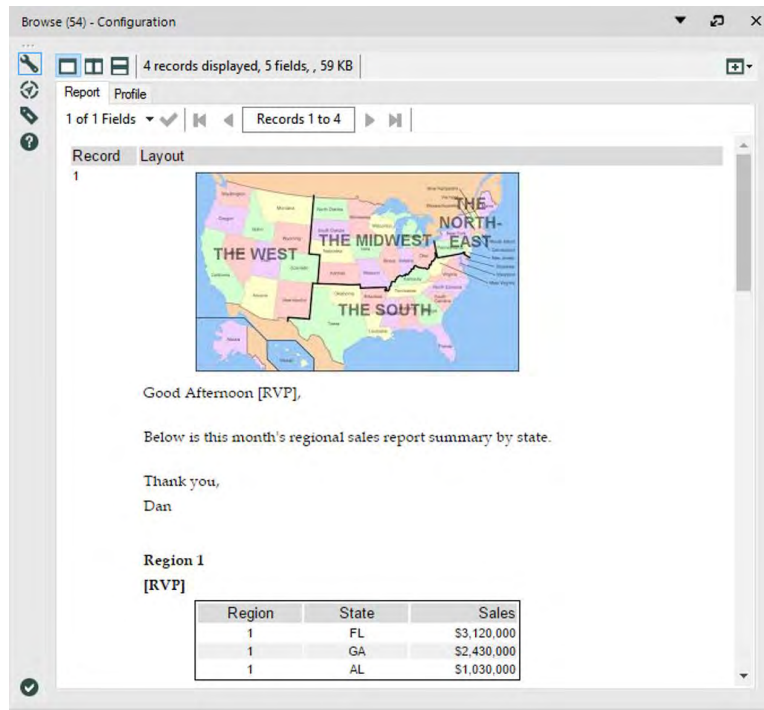 Browse (54) - Configuration
4 records displayed, 5 fields, , 59 KB
Report Profile
1 of 1 Fields Records 1 to 4
Record Layout
1
THE WEST
THE MIDWEST
THE NORTH-EAST
THE SOUTH
Good Afternoon [RVP],
Below is this month's regional sales report summary by state.
Thank you,
Dan
Region 1
[RVP]
Region State Sales
1 FL $3,120,000
1 GA $2,430,000
1 AL $1,030,000